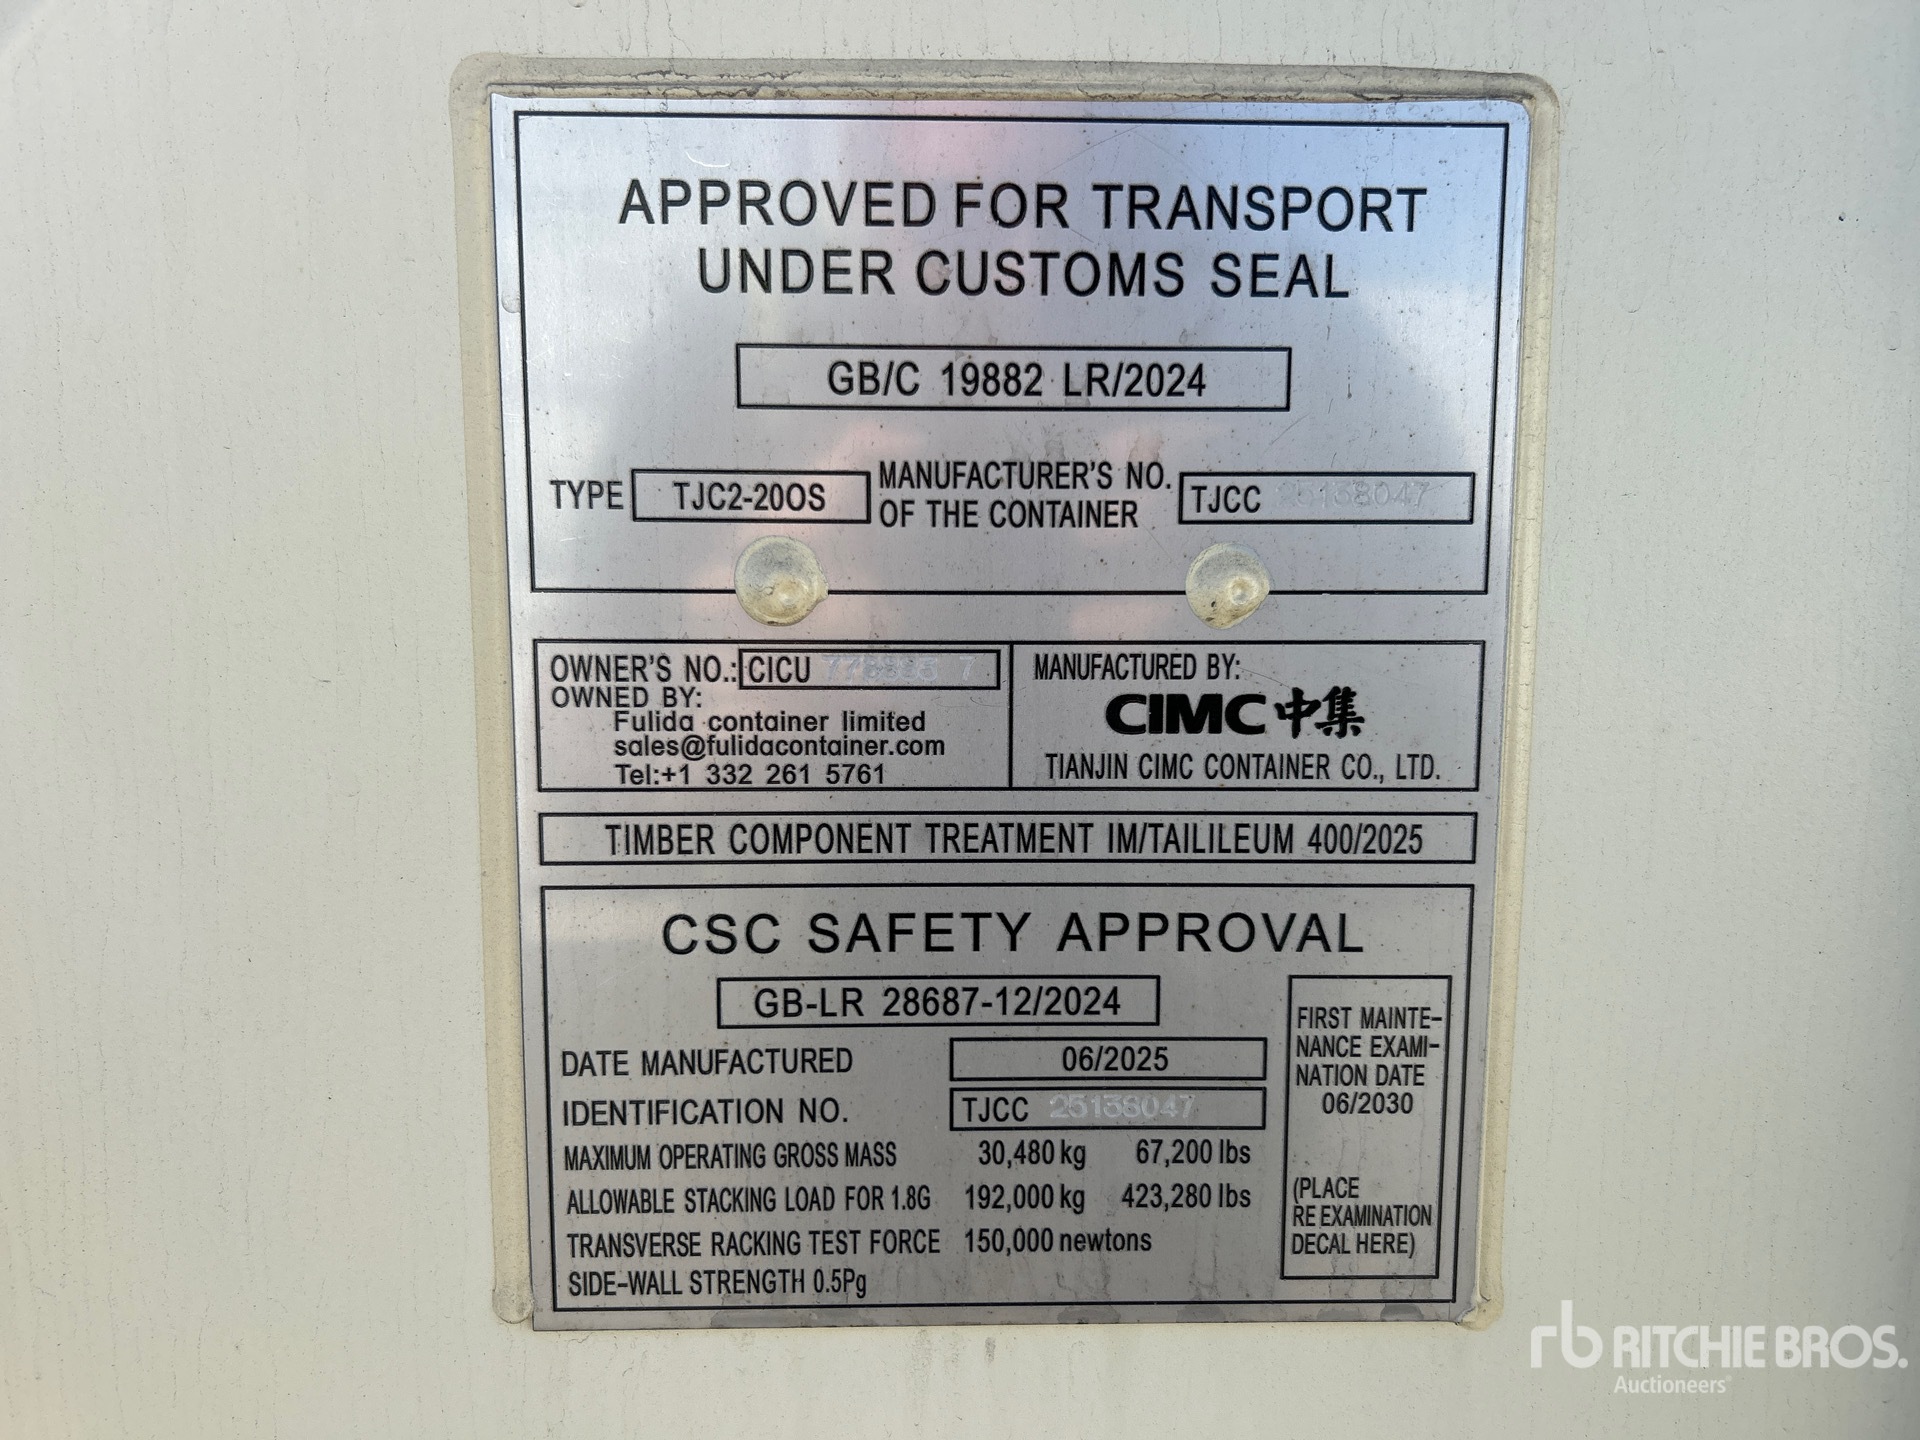 APPROVED FOR TRANSPORT
UNDER CUSTOMS SEAL
GB/C 19882 LR/2024
TYPE TJC2-20OS MANUFACTURER'S NO. OF THE CONTAINER TJCC 25138047
OWNER'S NO.: CICU
OWNED BY:
Fulida container limited
sales@fulidacontainer.com
Tel:+1 332 261 5761
MANUFACTURED BY:
CIMC 中集
TIANJIN CIMC CONTAINER CO., LTD.
TIMBER COMPONENT TREATMENT IM/TAILILEUM 400/2025
CSC SAFETY APPROVAL
GB-LR 28687-12/2024
DATE MANUFACTURED 06/2025
IDENTIFICATION NO. TJCC 25138047
MAXIMUM OPERATING GROSS MASS 30,480 kg 67,200 lbs
ALLOWABLE STACKING LOAD FOR 1.8G 192,000 kg 423,280 lbs
TRANSVERSE RACKING TEST FORCE 150,000 newtons
SIDE-WALL STRENGTH 0.5Pg
FIRST MAINTE-
NANCE EXAMI-
NATION DATE
06/2030
(PLACE
RE EXAMINATION
DECAL HERE)
rb RITCHIE BROS.
Auctioneers